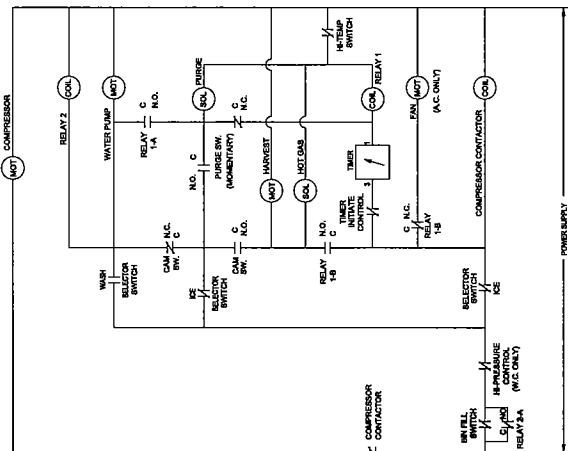 COMPRESSOR
MOT
RELAY 2
COIL
WATER PUMP
MOT
C
N.O.
RELAY
1-A
PURGE
SOL
PURGE SW.
(MOMENTARY)
N.O.
C
C
N.C.
HI-TEMP
SWITCH
HARVEST
MOT
HOT GAS
SOL
RELAY 1
COIL
TIMER
1
3
TIMER
INITIATE
CONTROL
FAN
MOT
(A.C. ONLY)
C
N.C.
RELAY
1-B
COMPRESSOR CONTACTOR
COIL
WASH
SELECTOR
SWITCH
CAM
SW.
N.C.
C
CAM
SW.
N.C.
C
N.O.
C
RELAY
1-B
ICE
SELECTOR
SWITCH
SELECTOR
SWITCH
ICE
HI-PRESSURE
CONTROL
(W.C. ONLY)
COMPRESSOR
CONTACTOR
BIN FILL
SWITCH
C
NO
RELAY 2-A
POWER SUPPLY